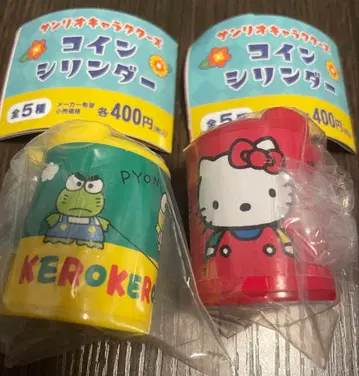 サンリオキャラクターズ
コイン
シリンダー
全5種
メーカー希望
小売価格
各400円
サンリオキャラクターズ
コイン
シリンダー
全5種
400円
PYON
KEROKER